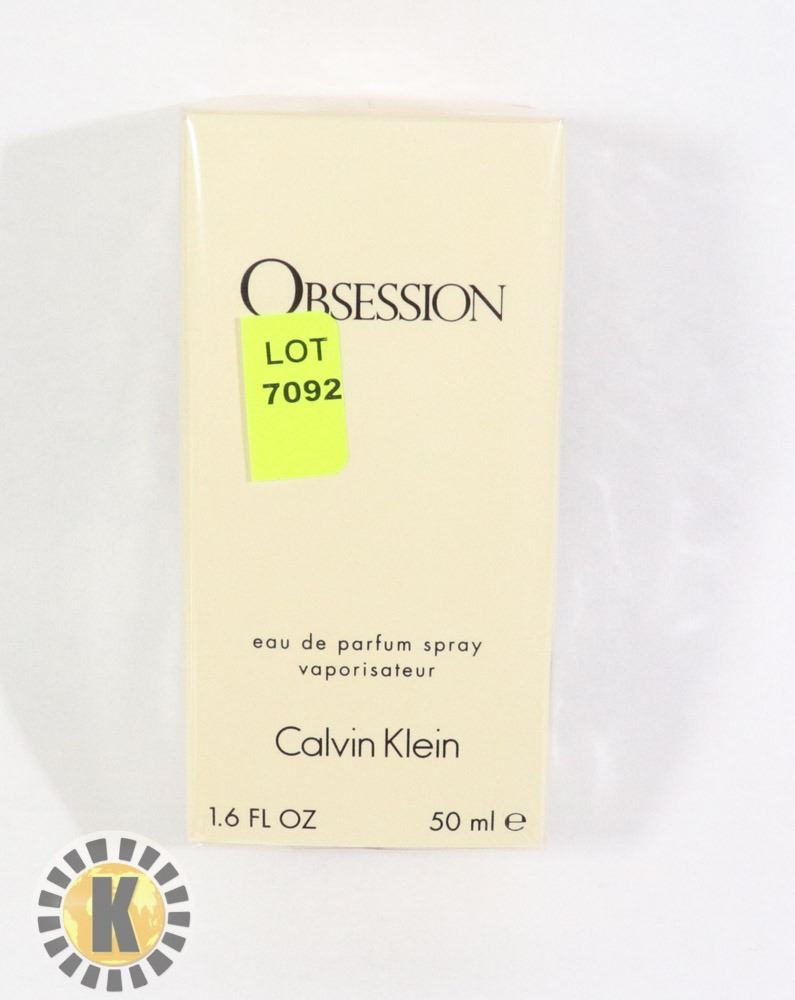 OBSESSION
LOT
7092
eau de parfum spray
vaporisateur
Calvin Klein
1.6 FL OZ 50 ml ℮
K